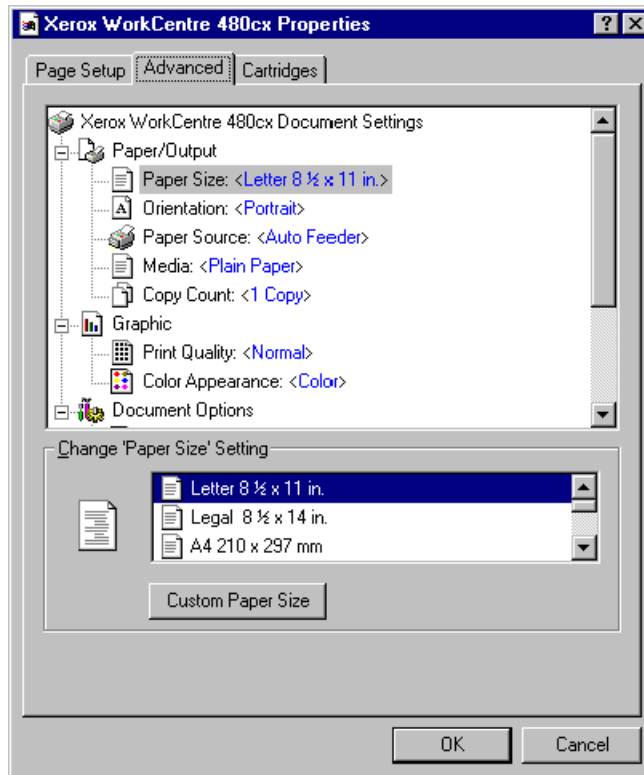 Xerox WorkCentre 480cx Properties
Page Setup Advanced Cartridges
Xerox WorkCentre 480cx Document Settings
Paper/Output
Paper Size: <Letter 8 ½ x 11 in.>
Orientation: <Portrait>
Paper Source: <Auto Feeder>
Media: <Plain Paper>
Copy Count: <1 Copy>
Graphic
Print Quality: <Normal>
Color Appearance: <Color>
Document Options
Change 'Paper Size' Setting
Letter 8 ½ x 11 in.
Legal 8 ½ x 14 in.
A4 210 x 297 mm
Custom Paper Size
OK Cancel